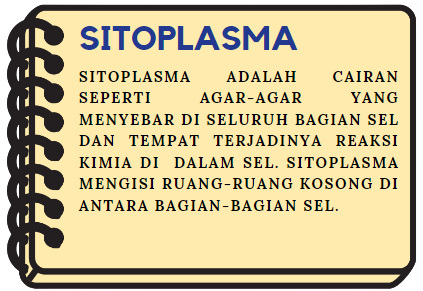 SITOPLASMA
SITOPLASMA ADALAH CAIRAN
SEPERTI AGAR-AGAR YANG
MENYEBAR DI SELURUH BAGIAN SEL
DAN TEMPAT TERJADINYA REAKSI
KIMIA DI DALAM SEL. SITOPLASMA
MENGISI RUANG-RUANG KOSONG DI
ANTARA BAGIAN-BAGIAN SEL.